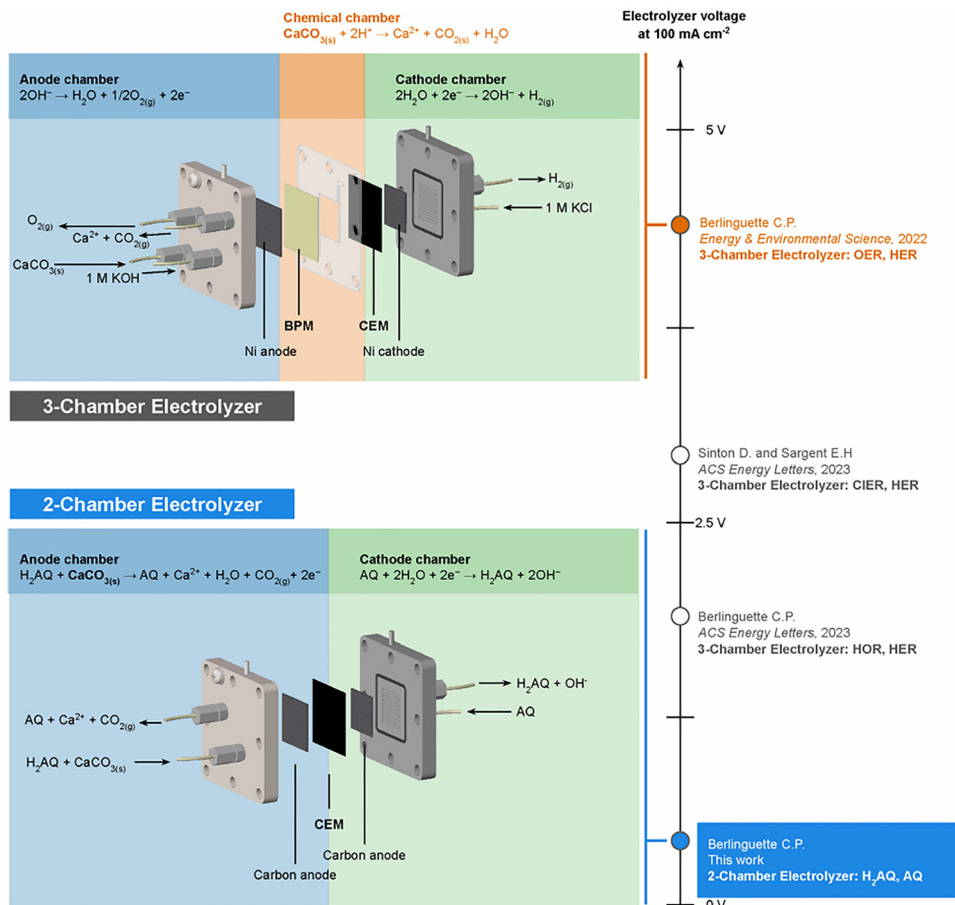 Chemical chamber
CaCO3(s) + 2H⁺ → Ca²⁺ + CO2(s) + H2O
Electrolyzer voltage
at 100 mA cm⁻²
Anode chamber
2OH⁻ → H2O + 1/2O2(g) + 2e⁻
Cathode chamber
2H2O + 2e⁻ → 2OH⁻ + H2(g)
5 V
H2(g)
1 M KCl
O2(g)
Ca²⁺ + CO2(g)
CaCO3(s)
1 M KOH
BPM
CEM
Ni anode
Ni cathode
Berlinguette C.P.
Energy & Environmental Science, 2022
3-Chamber Electrolyzer: OER, HER
3-Chamber Electrolyzer
Sinton D. and Sargent E.H
ACS Energy Letters, 2023
3-Chamber Electrolyzer: ClER, HER
2-Chamber Electrolyzer
2.5 V
Anode chamber
H2AQ + CaCO3(s) → AQ + Ca²⁺ + H2O + CO2(g) + 2e⁻
Cathode chamber
AQ + 2H2O + 2e⁻ → H2AQ + 2OH⁻
Berlinguette C.P.
ACS Energy Letters, 2023
3-Chamber Electrolyzer: HOR, HER
H2AQ + OH⁻
AQ
AQ + Ca²⁺ + CO2(g)
H2AQ + CaCO3(s)
CEM
Carbon anode
Carbon anode
Berlinguette C.P.
This work
2-Chamber Electrolyzer: H2AQ, AQ
0 V